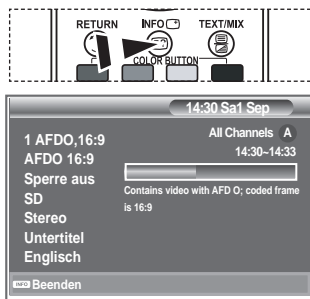 RETURN INFO TEXT/MIX
COLOR BUTTON
14:30 Sa1 Sep
All Channels A
14:30~14:33
1 AFDO,16:9
AFDO 16:9
Sperre aus
SD
Stereo
Untertitel
Englisch
Contains video with AFD O; coded frame
is 16:9
INFO Beenden